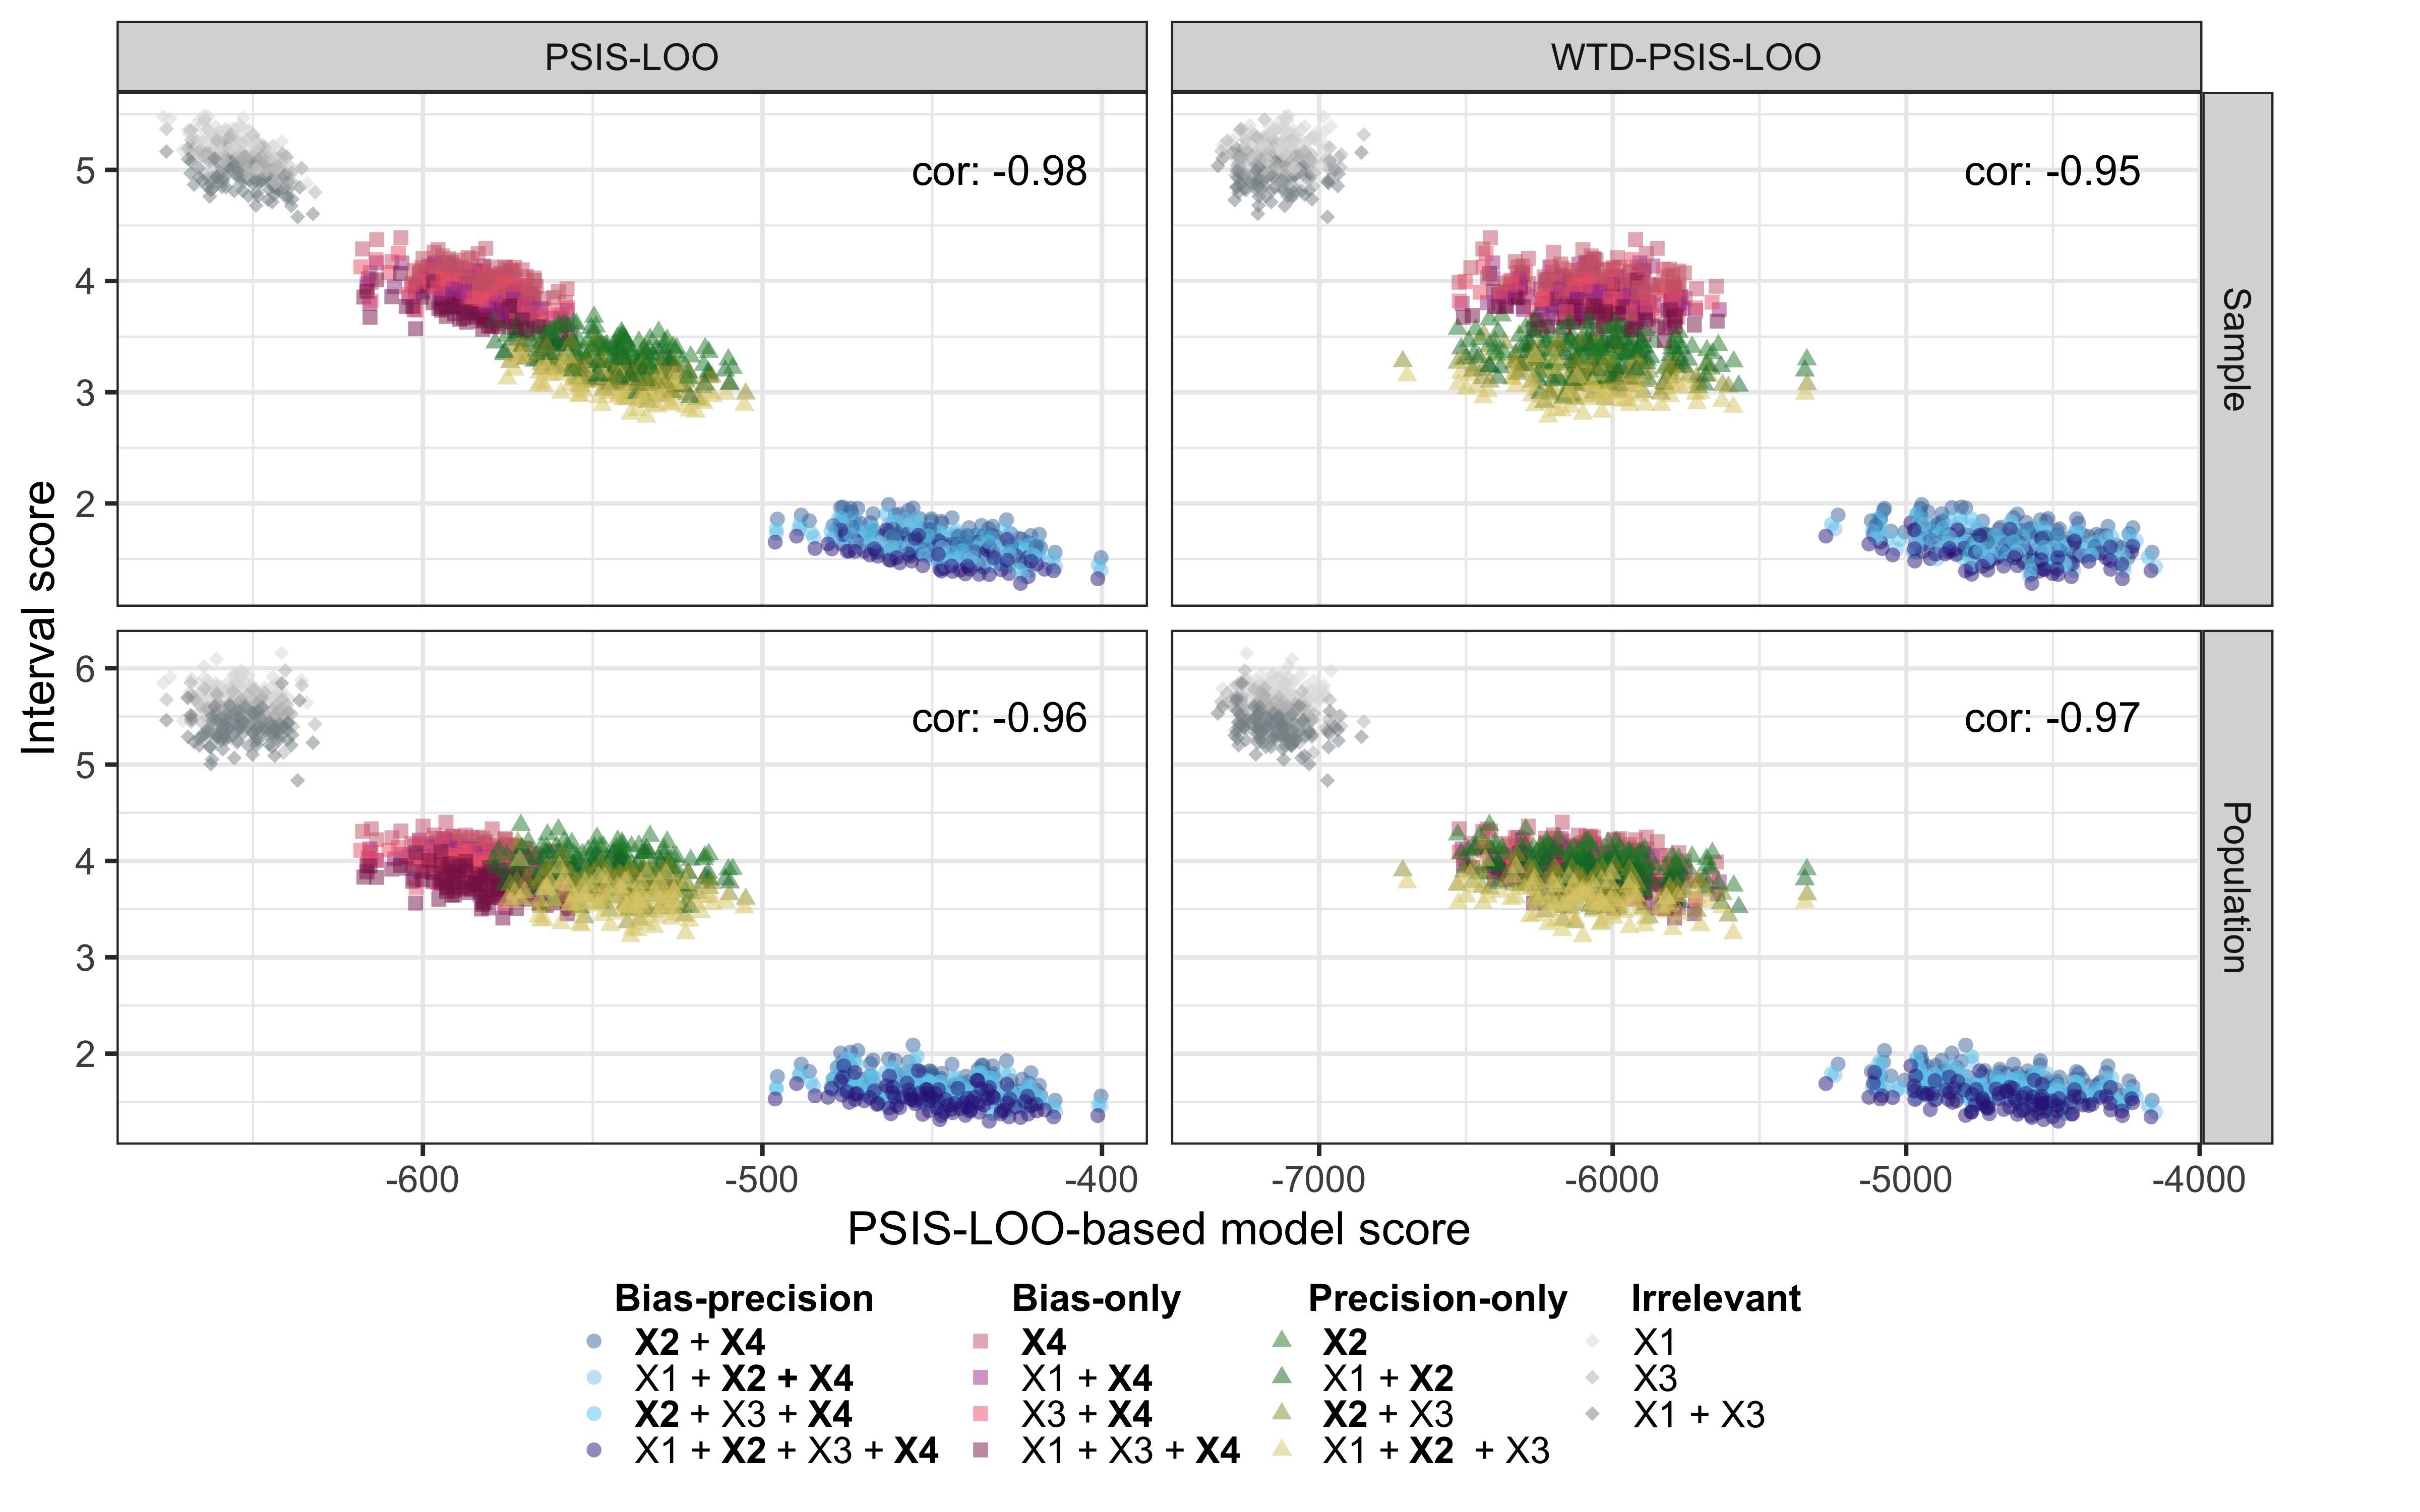 PSIS-LOO
WTD-PSIS-LOO
Interval score
5
4
3
2
cor: -0.98
cor: -0.95
Sample
6
5
4
3
2
cor: -0.96
cor: -0.97
Population
-600
-500
-400
-7000
-6000
-5000
-4000
PSIS-LOO-based model score
Bias-precision
X2 + X4
X1 + X2 + X4
X2 + X3 + X4
X1 + X2 + X3 + X4
Bias-only
X4
X1 + X4
X3 + X4
X1 + X3 + X4
Precision-only
X2
X1 + X2
X2 + X3
X1 + X2 + X3
Irrelevant
X1
X3
X1 + X3